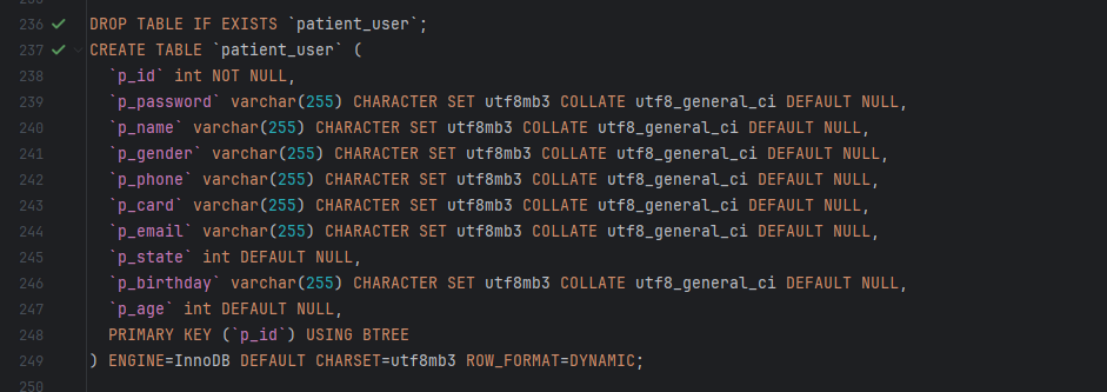 236 DROP TABLE IF EXISTS `patient_user`;
237 CREATE TABLE `patient_user` (
238 `p_id` int NOT NULL,
239 `p_password` varchar(255) CHARACTER SET utf8mb3 COLLATE utf8_general_ci DEFAULT NULL,
240 `p_name` varchar(255) CHARACTER SET utf8mb3 COLLATE utf8_general_ci DEFAULT NULL,
241 `p_gender` varchar(255) CHARACTER SET utf8mb3 COLLATE utf8_general_ci DEFAULT NULL,
242 `p_phone` varchar(255) CHARACTER SET utf8mb3 COLLATE utf8_general_ci DEFAULT NULL,
243 `p_card` varchar(255) CHARACTER SET utf8mb3 COLLATE utf8_general_ci DEFAULT NULL,
244 `p_email` varchar(255) CHARACTER SET utf8mb3 COLLATE utf8_general_ci DEFAULT NULL,
245 `p_state` int DEFAULT NULL,
246 `p_birthday` varchar(255) CHARACTER SET utf8mb3 COLLATE utf8_general_ci DEFAULT NULL,
247 `p_age` int DEFAULT NULL,
248 PRIMARY KEY (`p_id`) USING BTREE
249 ) ENGINE=InnoDB DEFAULT CHARSET=utf8mb3 ROW_FORMAT=DYNAMIC;
250